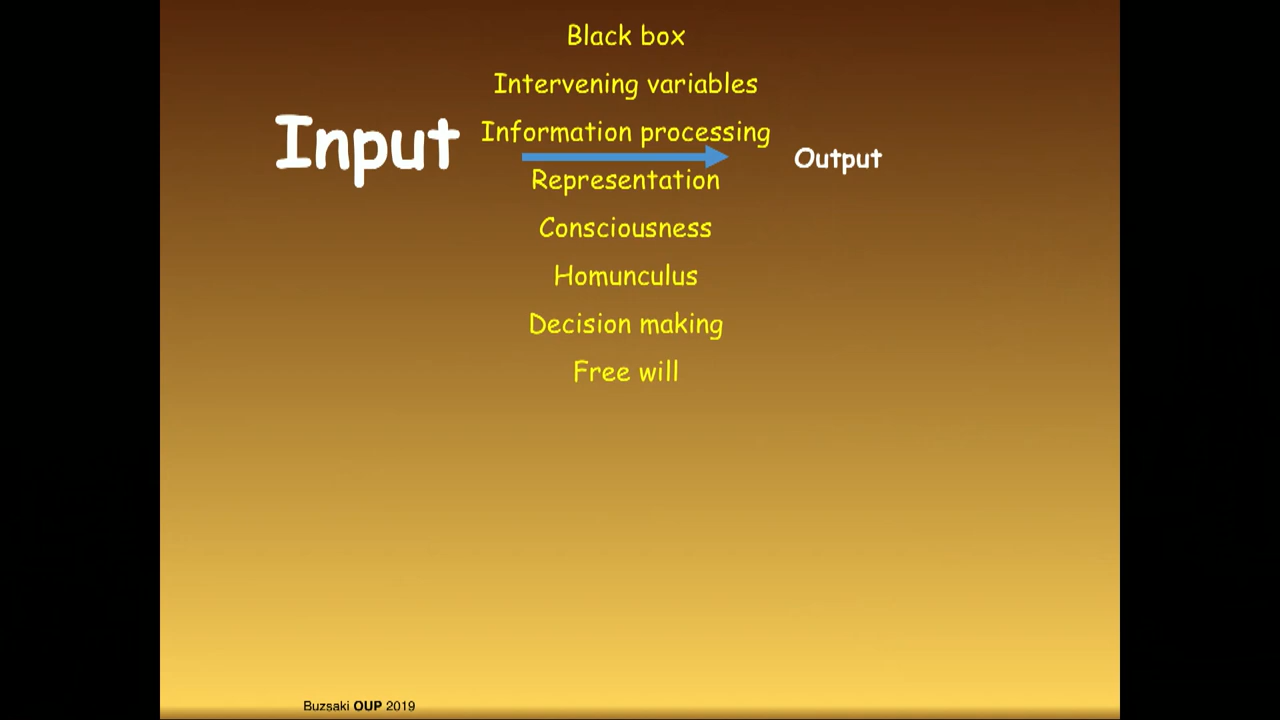 Black box
Intervening variables
Input
Information processing
Output
Representation
Consciousness
Homunculus
Decision making
Free will
Buzsaki OUP 2019